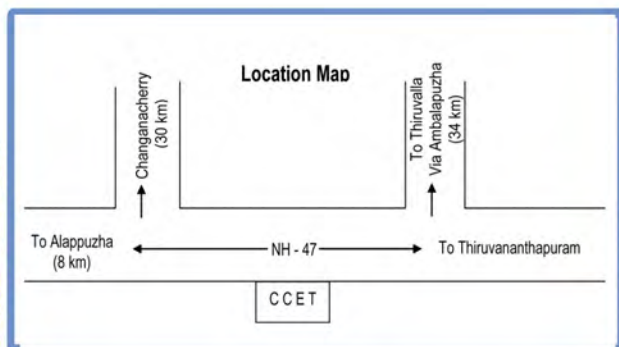 Location Map
Changanacherry
(30 km)
To Thiruvalla
Via Ambalapuzha
(34 km)
To Alappuzha
(8 km)
NH - 47
To Thiruvananthapuram
CCET